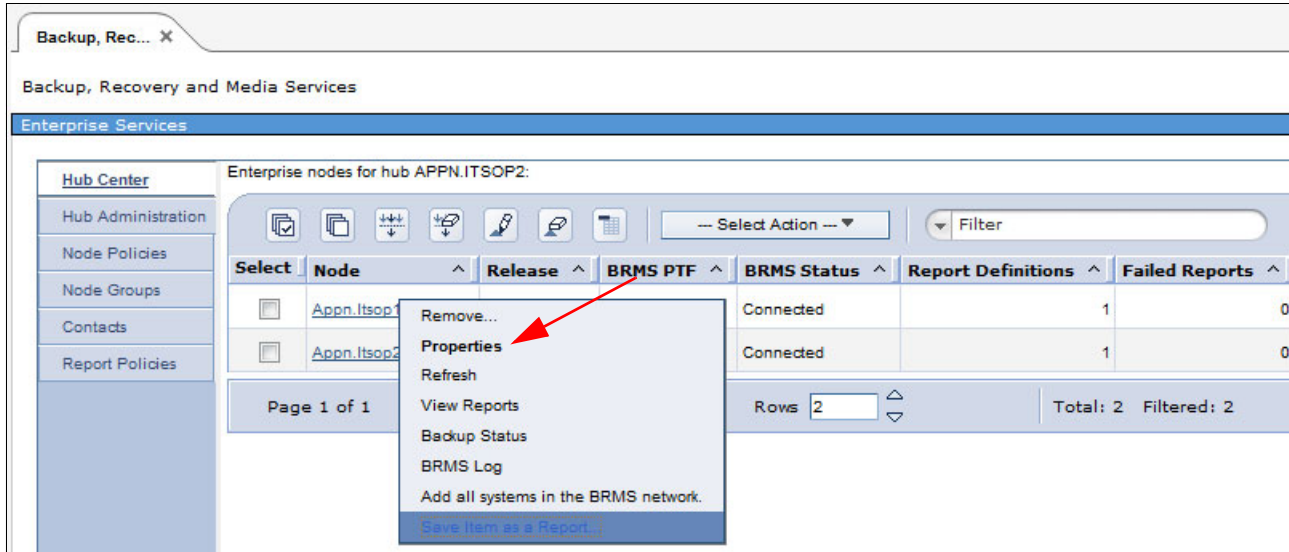 Backup, Rec... X
Backup, Recovery and Media Services
Enterprise Services
Hub Center
Hub Administration
Node Policies
Node Groups
Contacts
Report Policies
Enterprise nodes for hub APPN.ITSOP2:
--- Select Action --- Filter
Select Node Release BRMS PTF BRMS Status Report Definitions Failed Reports
Appn.Itsop1 Connected 1 0
Appn.Itsop2 Connected 1 0
Page 1 of 1 Rows 2 Total: 2 Filtered: 2
Remove...
Properties
Refresh
View Reports
Backup Status
BRMS Log
Add all systems in the BRMS network.
Save Item as a Report...